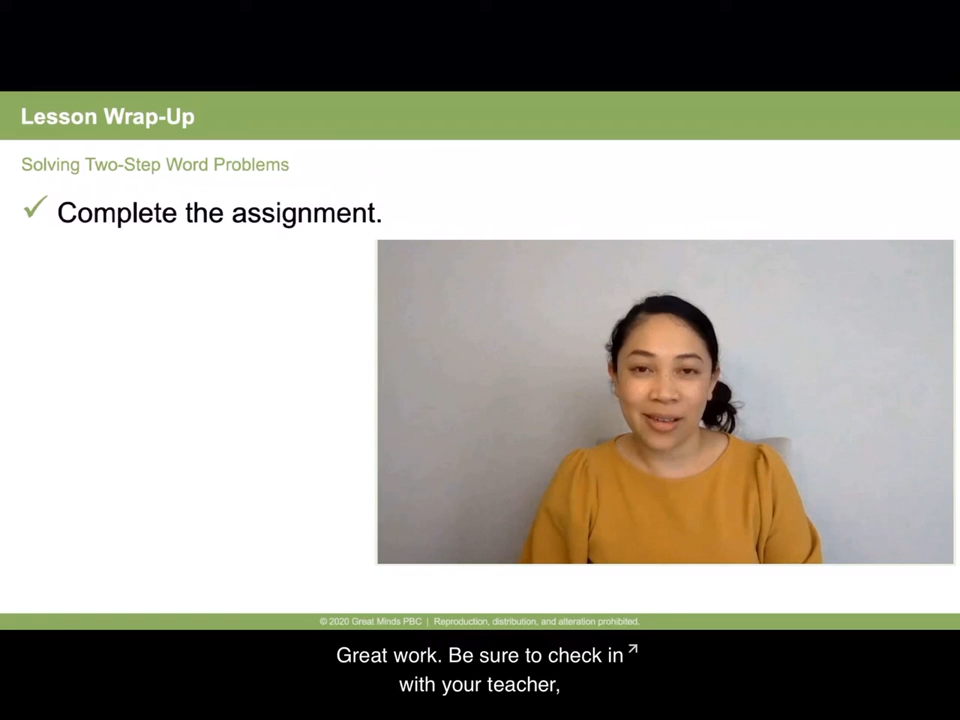 Lesson Wrap-Up
Solving Two-Step Word Problems
✓ Complete the assignment.
© 2020 Great Minds PBC | Reproduction, distribution, and alteration prohibited.
Great work. Be sure to check in
with your teacher,